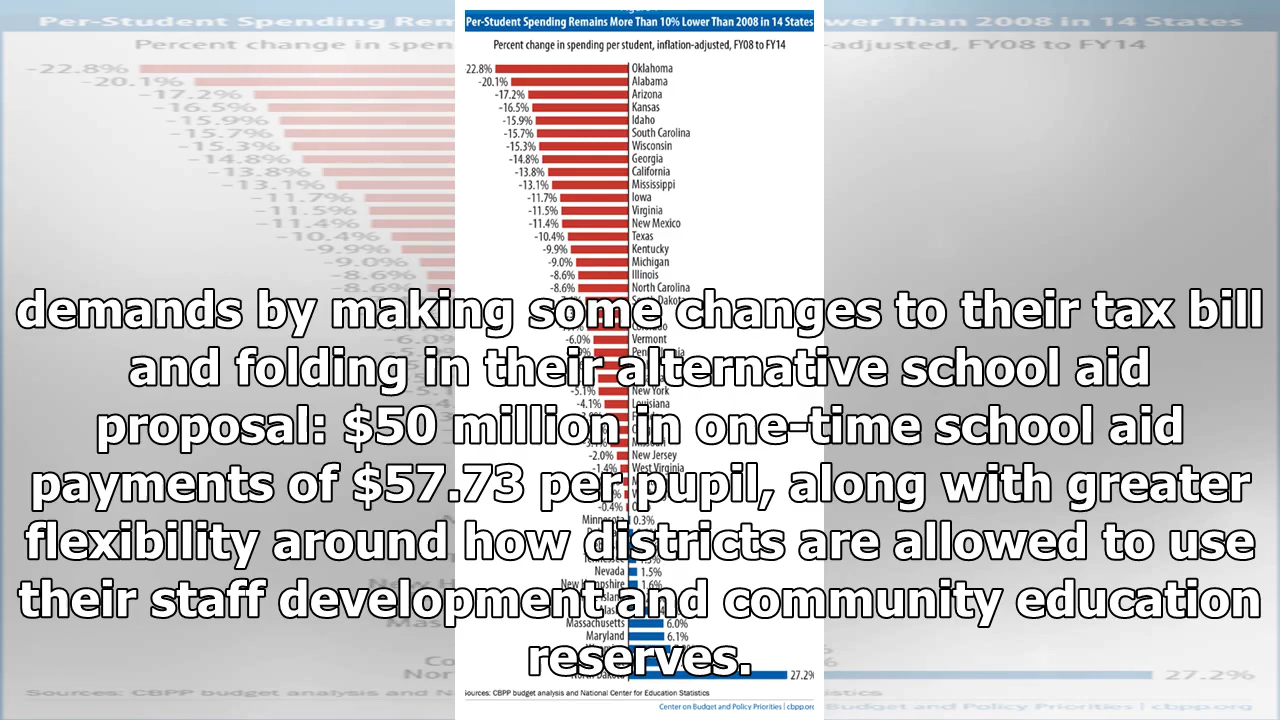 Per-Student Spending Remains More Than 10% Lower Than 2008 in 14 States
Percent change in spending per student, inflation-adjusted, FY08 to FY14
22.8% Oklahoma
-20.1% Alabama
-17.2% Arizona
-16.5% Kansas
-15.9% Idaho
-15.7% South Carolina
-15.3% Wisconsin
-14.8% Georgia
-13.8% California
-13.1% Mississippi
-11.7% Iowa
-11.5% Virginia
-11.4% New Mexico
-10.4% Texas
-9.9% Kentucky
-9.0% Michigan
-8.6% Illinois
-8.6% North Carolina
demands by making some changes to their tax bill
-6.0% Vermont
and folding in their alternative school aid
-5.1% New York
-4.1% Louisiana
proposal: $50 million in one-time school aid
-2.0% New Jersey
-1.4% West Virginia
payments of $57.73 per pupil, along with greater
-0.4%
Minnesota 0.3%
flexibility around how districts are allowed to use
Nevada 1.5%
New Hampshire 1.6%
their staff development and community education
Massachusetts 6.0%
Maryland 6.1%
reserves.
North Dakota 27.2%
Sources: CBPP budget analysis and National Center for Education Statistics
Center on Budget and Policy Priorities | cbpp.org